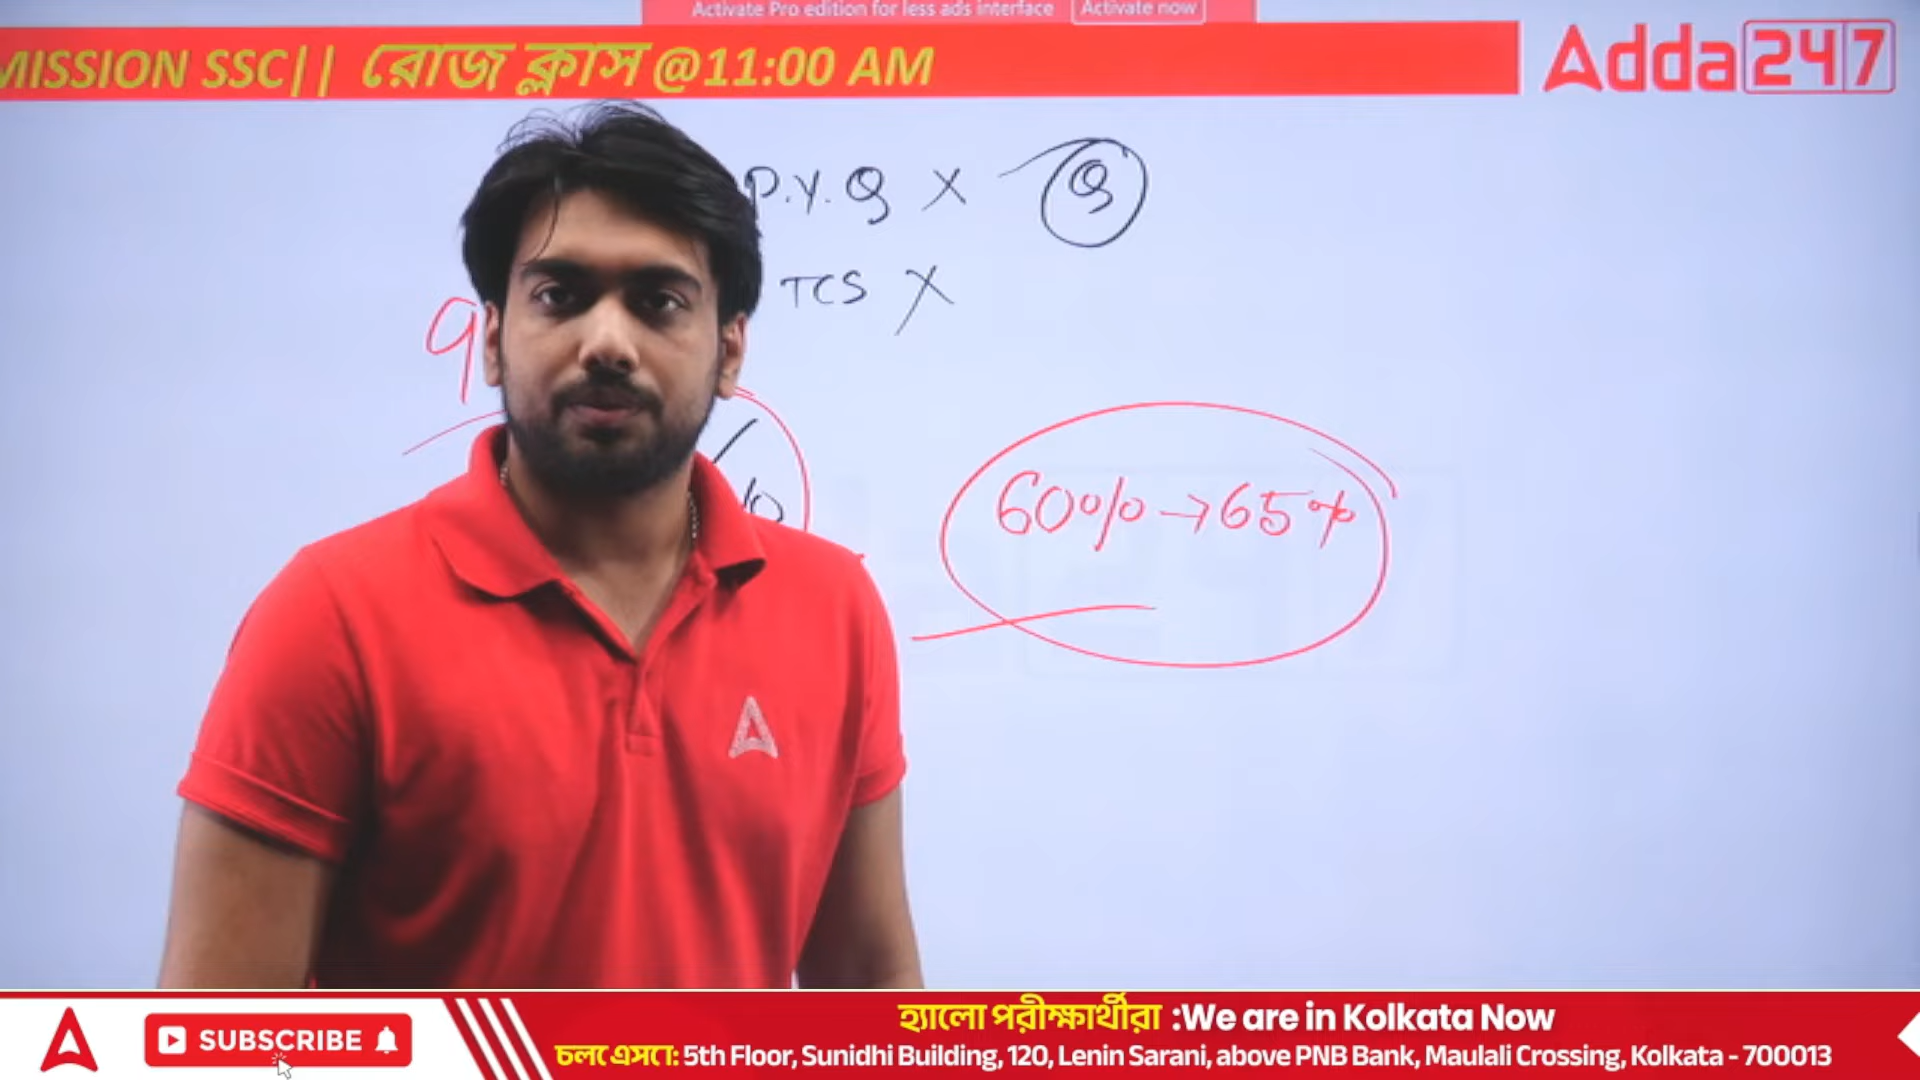 Activate Pro edition for less ads interface Activate now
MISSION SSC|| রোজ ক্লাস @11:00 AM
Adda247
P.Y.Q X Q
TCS X
9
%
60% → 65%
SUBSCRIBE
হ্যালো পরীক্ষার্থীরা :We are in Kolkata Now
চলে এসো: 5th Floor, Sunidhi Building, 120, Lenin Sarani, above PNB Bank, Maulali Crossing, Kolkata - 700013